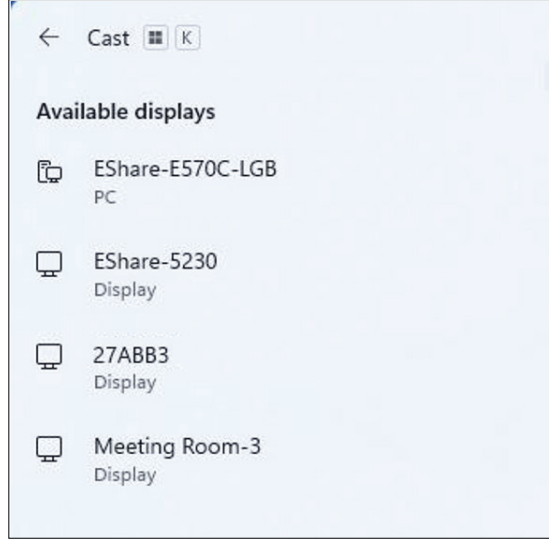 Cast K
Available displays
EShare-E570C-LGB
PC
EShare-5230
Display
27ABB3
Display
Meeting Room-3
Display